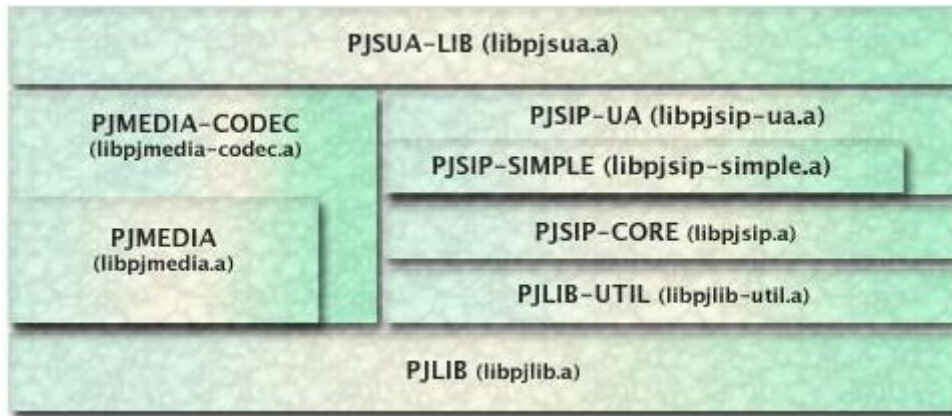 PJSUA-LIB (libpjsua.a)
PJMEDIA-CODEC
(libpjmedia-codec.a)
PJMEDIA
(libpjmedia.a)
PJSIP-UA (libpjsip-ua.a)
PJSIP-SIMPLE (libpjsip-simple.a)
PJSIP-CORE (libpjsip.a)
PJLIB-UTIL (libpjlib-util.a)
PJLIB (libpjlib.a)